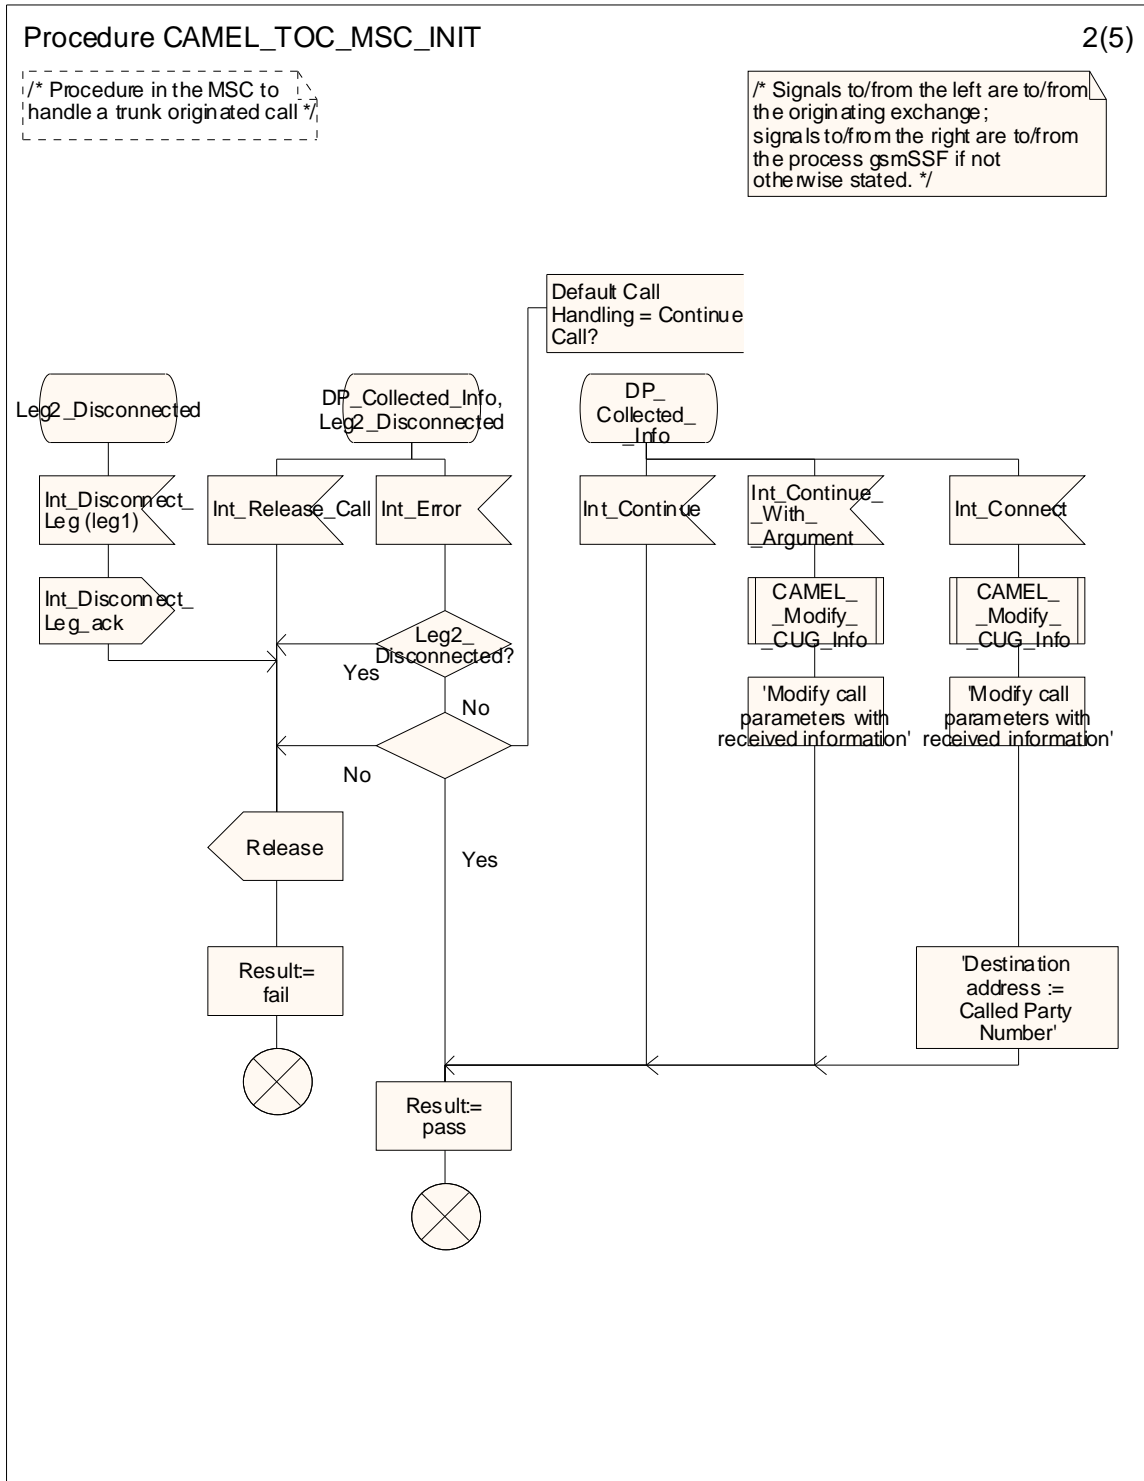 Procedure CAMEL_TOC_MSC_INIT
2(5)
/* Procedure in the MSC to
handle a trunk originated call */
/* Signals to/from the left are to/from
the originating exchange;
signals to/from the right are to/from
the process gsmSSF if not
otherwise stated. */
Default Call
Handling = Continue
Call?
Leg2_Disconnected
DP_Collected_Info,
Leg2_Disconnected
DP_
Collected_
_Info
Int_Disconnect_
Leg (leg1)
Int_Release_Call
Int_Error
Int_Continue
Int_Continue_
_With_
_Argument
Int_Connect
Int_Disconnect_
Leg_ack
Leg2_
Disconnected?
CAMEL_
_Modify_
_CUG_Info
CAMEL_
_Modify_
_CUG_Info
Yes
No
'Modify call
parameters with
received information'
'Modify call
parameters with
received information'
No
Release
Yes
Result:=
fail
'Destination
address :=
Called Party
Number'
Result:=
pass